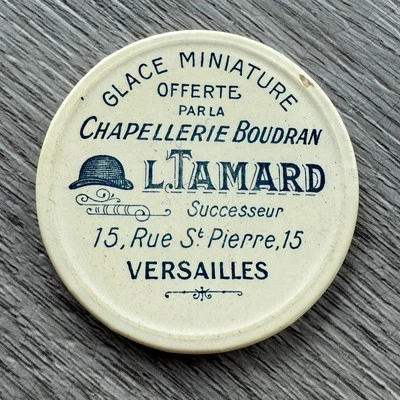 GLACE MINIATURE
OFFERTE
PAR LA
CHAPELLERIE BOUDRAN
L. TAMARD
SUCCESSEUR
15, RUE St PIERRE, 15
VERSAILLES